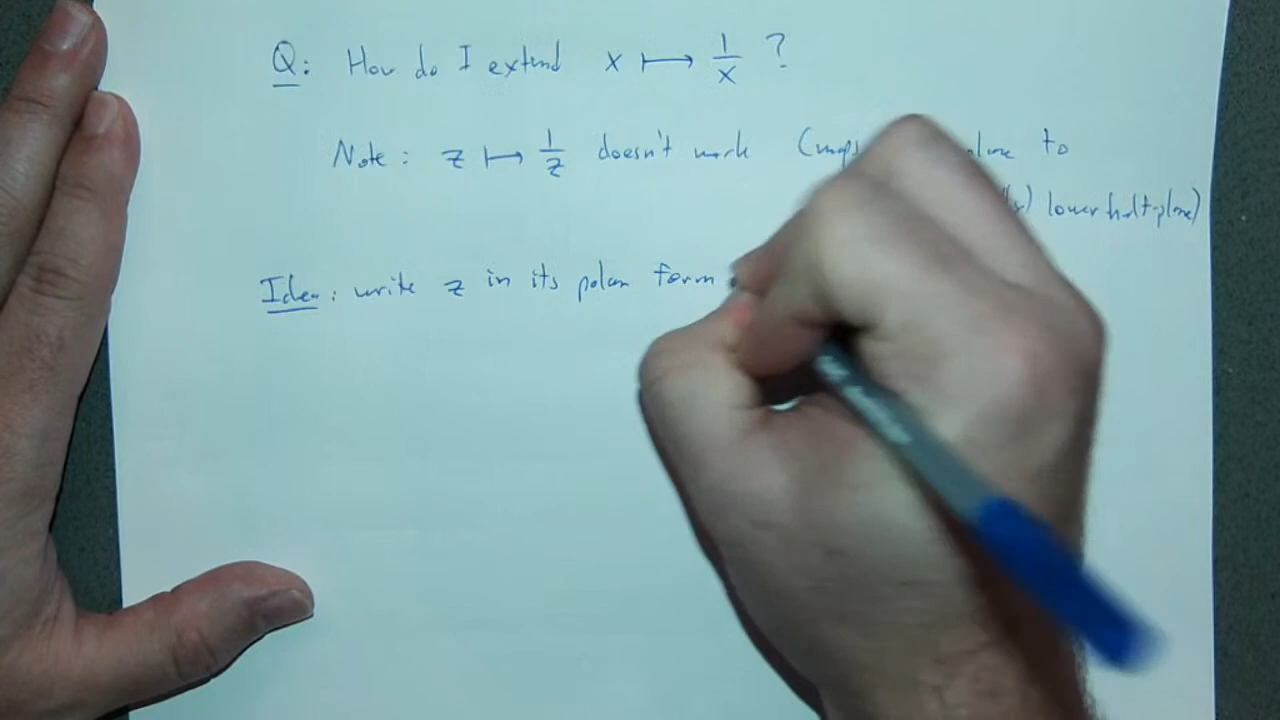 Q: How do I extend x ↦ 1/x ?
Note: z ↦ 1/z doesn't work (maps plane to
lower half-plane)
Idea: write z in its polar form